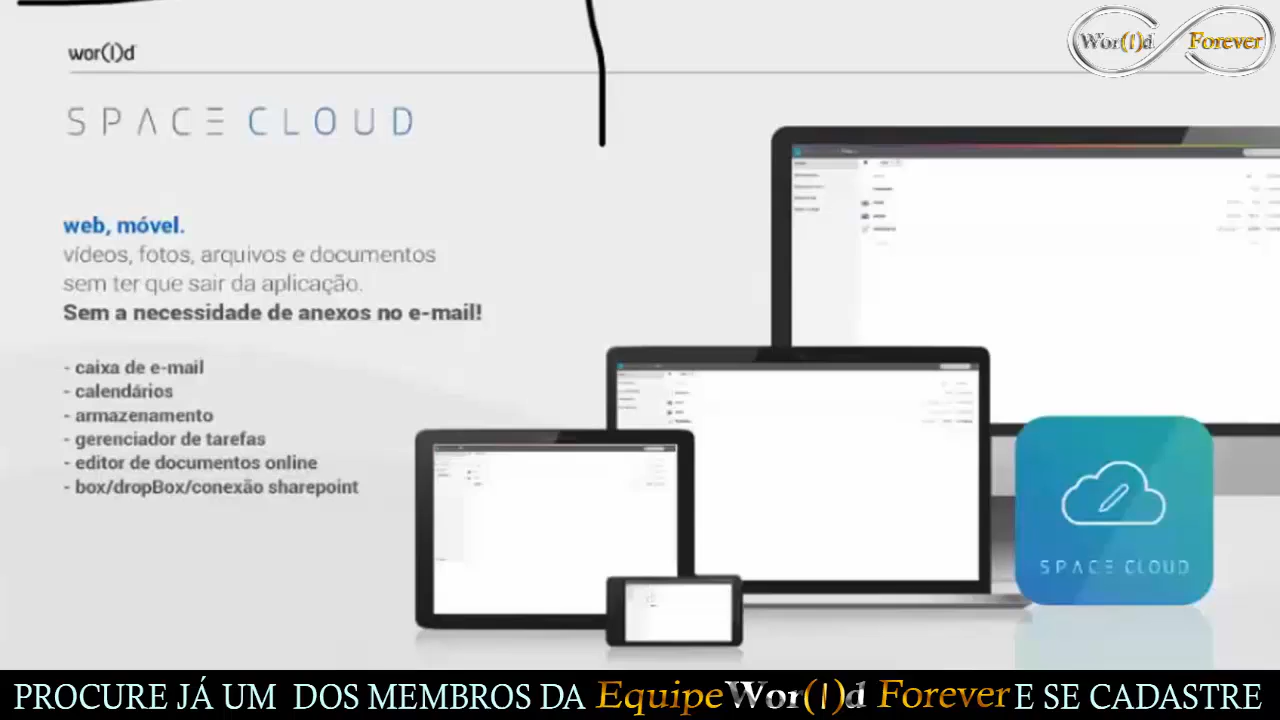 wor(l)d
Wor(l)d Forever
SPACE CLOUD
web, móvel.
vídeos, fotos, arquivos e documentos
sem ter que sair da aplicação.
Sem a necessidade de anexos no e-mail!
- caixa de e-mail
- calendários
- armazenamento
- gerenciador de tarefas
- editor de documentos online
- box/dropBox/conexão sharepoint
SPACE CLOUD
PROCURE JÁ UM DOS MEMBROS DA Equipe Wor(l)d Forever E SE CADASTRE